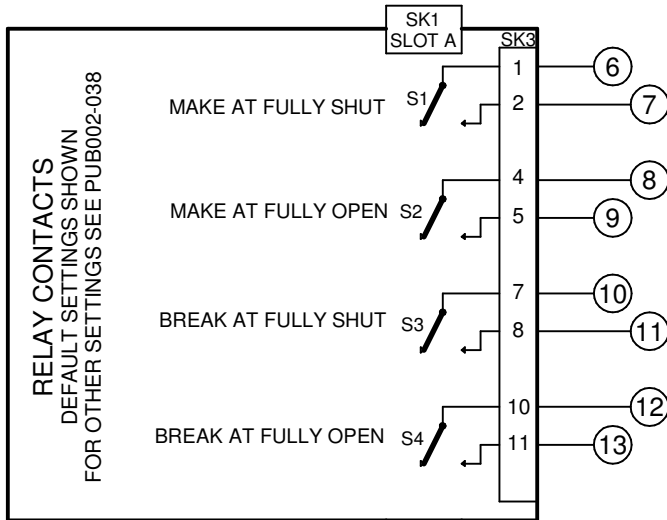 SK1
SLOT A
SK3
RELAY CONTACTS
DEFAULT SETTINGS SHOWN
FOR OTHER SETTINGS SEE PUB002-038
MAKE AT FULLY SHUT S1
1 6
2 7
MAKE AT FULLY OPEN S2
4 8
5 9
BREAK AT FULLY SHUT S3
7 10
8 11
BREAK AT FULLY OPEN S4
10 12
11 13